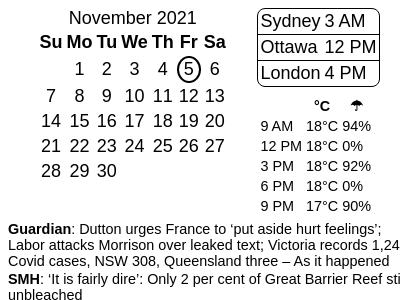 November 2021
Su Mo Tu We Th Fr Sa
1 2 3 4 5 6
7 8 9 10 11 12 13
14 15 16 17 18 19 20
21 22 23 24 25 26 27
28 29 30
Sydney 3 AM
Ottawa 12 PM
London 4 PM
°C ☂
9 AM 18°C 94%
12 PM 18°C 0%
3 PM 18°C 92%
6 PM 18°C 0%
9 PM 17°C 90%
Guardian: Dutton urges France to ‘put aside hurt feelings’;
Labor attacks Morrison over leaked text; Victoria records 1,24
Covid cases, NSW 308, Queensland three – As it happened
SMH: ‘It is fairly dire’: Only 2 per cent of Great Barrier Reef sti
unbleached